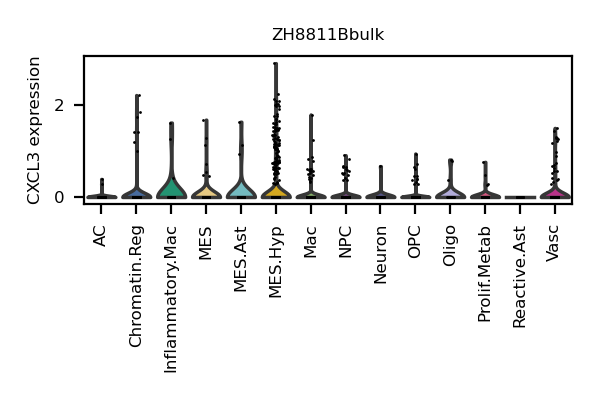 ZH8811Bbulk
CXCL3 expression
2
0
AC
Chromatin.Reg
Inflammatory.Mac
MES
MES.Ast
MES.Hyp
Mac
NPC
Neuron
OPC
Oligo
Prolif.Metab
Reactive.Ast
Vasc